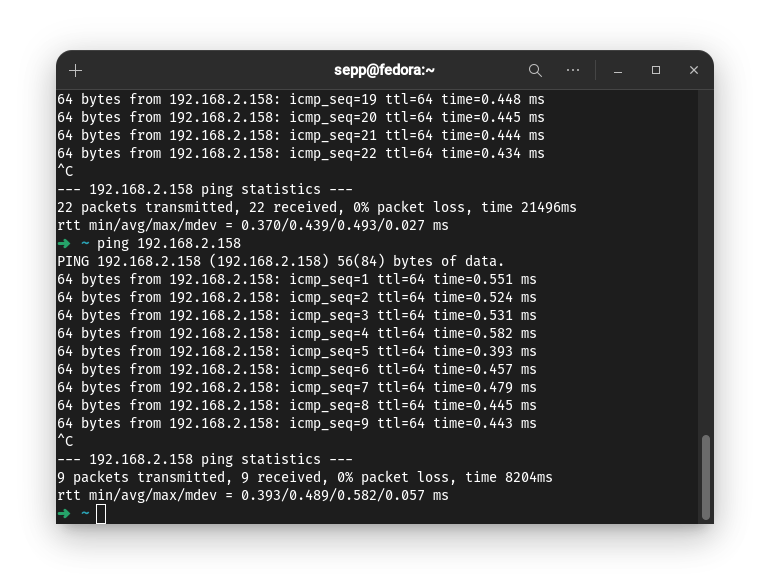 sepp@fedora:~
64 bytes from 192.168.2.158: icmp_seq=19 ttl=64 time=0.448 ms
64 bytes from 192.168.2.158: icmp_seq=20 ttl=64 time=0.445 ms
64 bytes from 192.168.2.158: icmp_seq=21 ttl=64 time=0.444 ms
64 bytes from 192.168.2.158: icmp_seq=22 ttl=64 time=0.434 ms
^C
--- 192.168.2.158 ping statistics ---
22 packets transmitted, 22 received, 0% packet loss, time 21496ms
rtt min/avg/max/mdev = 0.370/0.439/0.493/0.027 ms
➜ ~ ping 192.168.2.158
PING 192.168.2.158 (192.168.2.158) 56(84) bytes of data.
64 bytes from 192.168.2.158: icmp_seq=1 ttl=64 time=0.551 ms
64 bytes from 192.168.2.158: icmp_seq=2 ttl=64 time=0.524 ms
64 bytes from 192.168.2.158: icmp_seq=3 ttl=64 time=0.531 ms
64 bytes from 192.168.2.158: icmp_seq=4 ttl=64 time=0.582 ms
64 bytes from 192.168.2.158: icmp_seq=5 ttl=64 time=0.393 ms
64 bytes from 192.168.2.158: icmp_seq=6 ttl=64 time=0.457 ms
64 bytes from 192.168.2.158: icmp_seq=7 ttl=64 time=0.479 ms
64 bytes from 192.168.2.158: icmp_seq=8 ttl=64 time=0.445 ms
64 bytes from 192.168.2.158: icmp_seq=9 ttl=64 time=0.443 ms
^C
--- 192.168.2.158 ping statistics ---
9 packets transmitted, 9 received, 0% packet loss, time 8204ms
rtt min/avg/max/mdev = 0.393/0.489/0.582/0.057 ms
➜ ~